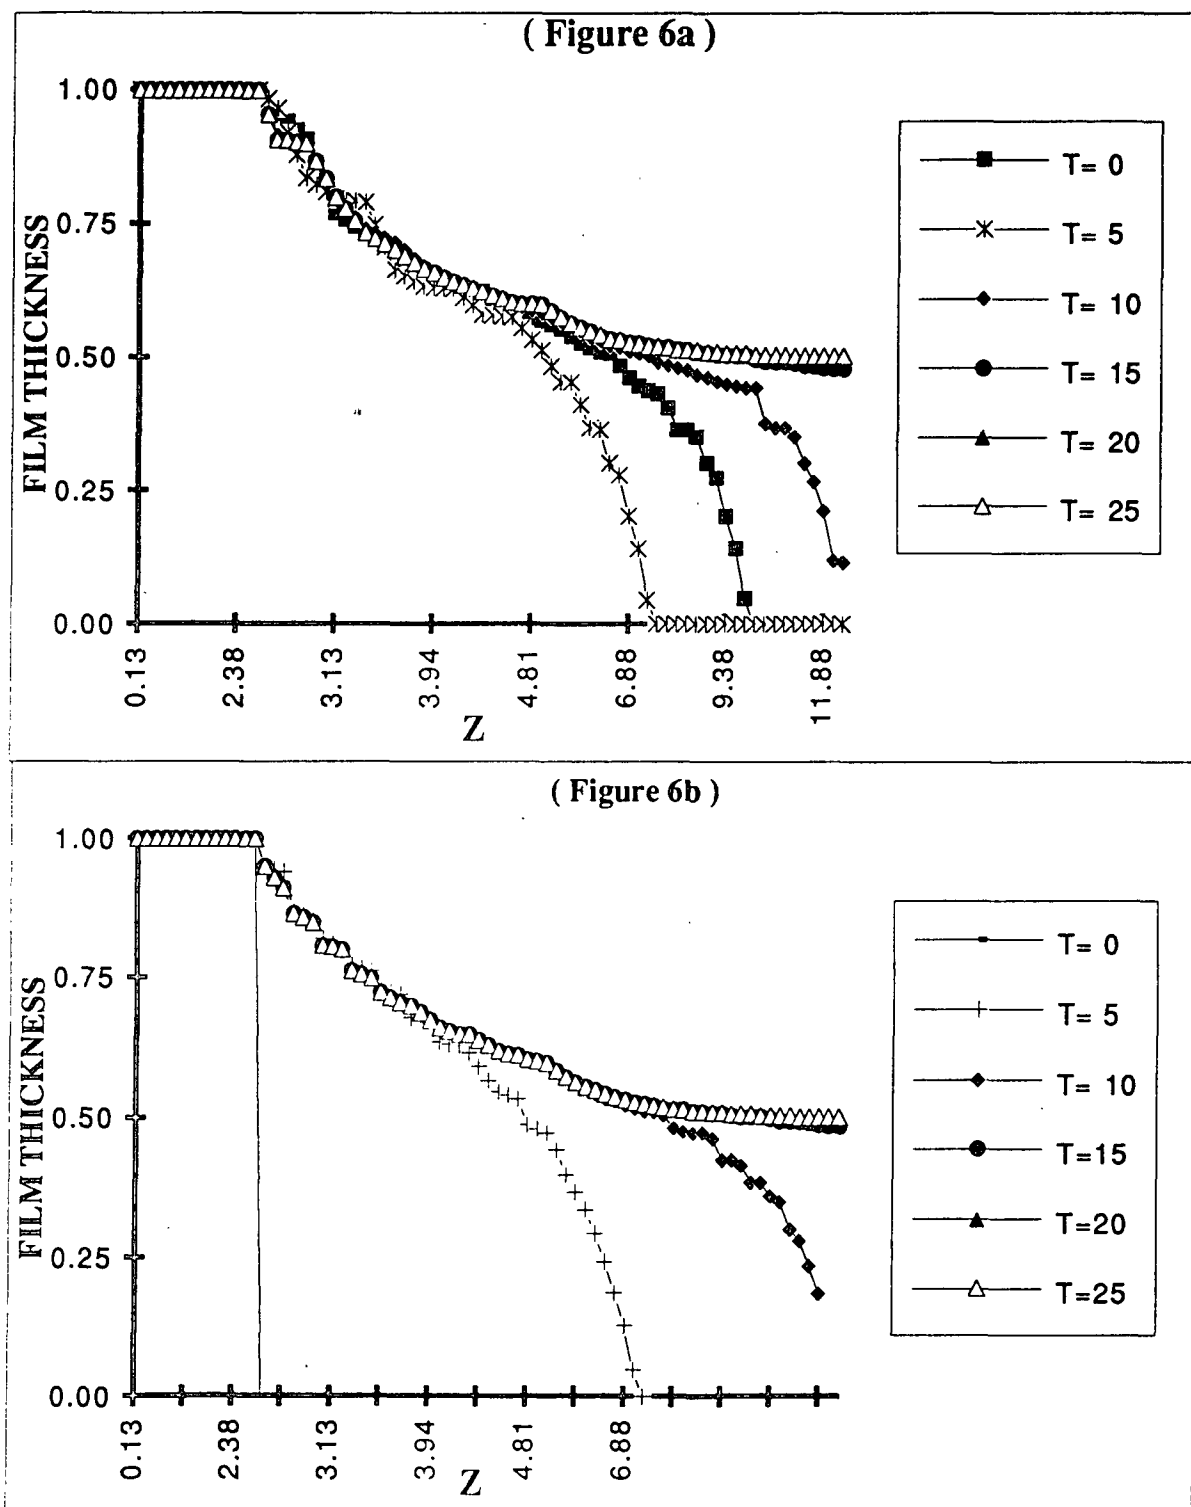 ( Figure 6a )
1.00
0.75
0.50
0.25
0.00
FILM THICKNESS
0.13
2.38
3.13
3.94
4.81
6.88
9.38
11.88
Z
T= 0
T= 5
T= 10
T= 15
T= 20
T= 25
( Figure 6b )
1.00
0.75
0.50
0.25
0.00
FILM THICKNESS
0.13
2.38
3.13
3.94
4.81
6.88
Z
T= 0
T= 5
T= 10
T=15
T=20
T=25